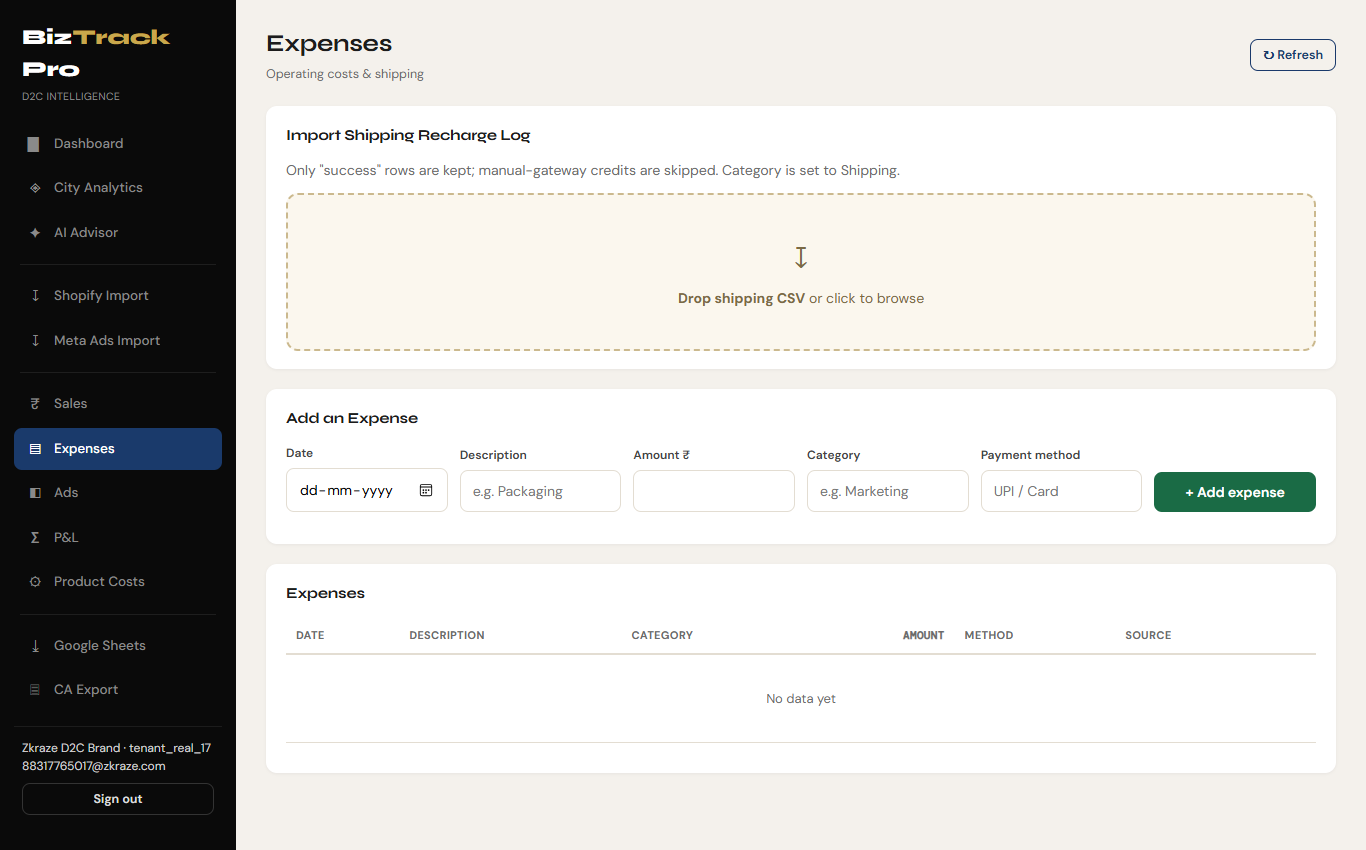 BizTrack
Pro
D2C INTELLIGENCE
Dashboard
City Analytics
AI Advisor
Shopify Import
Meta Ads Import
₹ Sales
Expenses
Ads
Σ P&L
Product Costs
Google Sheets
CA Export
Zkraze D2C Brand · tenant_real_17
88317765017@zkraze.com
Sign out
Expenses
Operating costs & shipping
↻ Refresh
Import Shipping Recharge Log
Only "success" rows are kept; manual-gateway credits are skipped. Category is set to Shipping.
Drop shipping CSV or click to browse
Add an Expense
Date
Description
Amount ₹
Category
Payment method
dd-mm-yyyy
e.g. Packaging
e.g. Marketing
UPI / Card
+ Add expense
Expenses
DATE DESCRIPTION CATEGORY AMOUNT METHOD SOURCE
No data yet